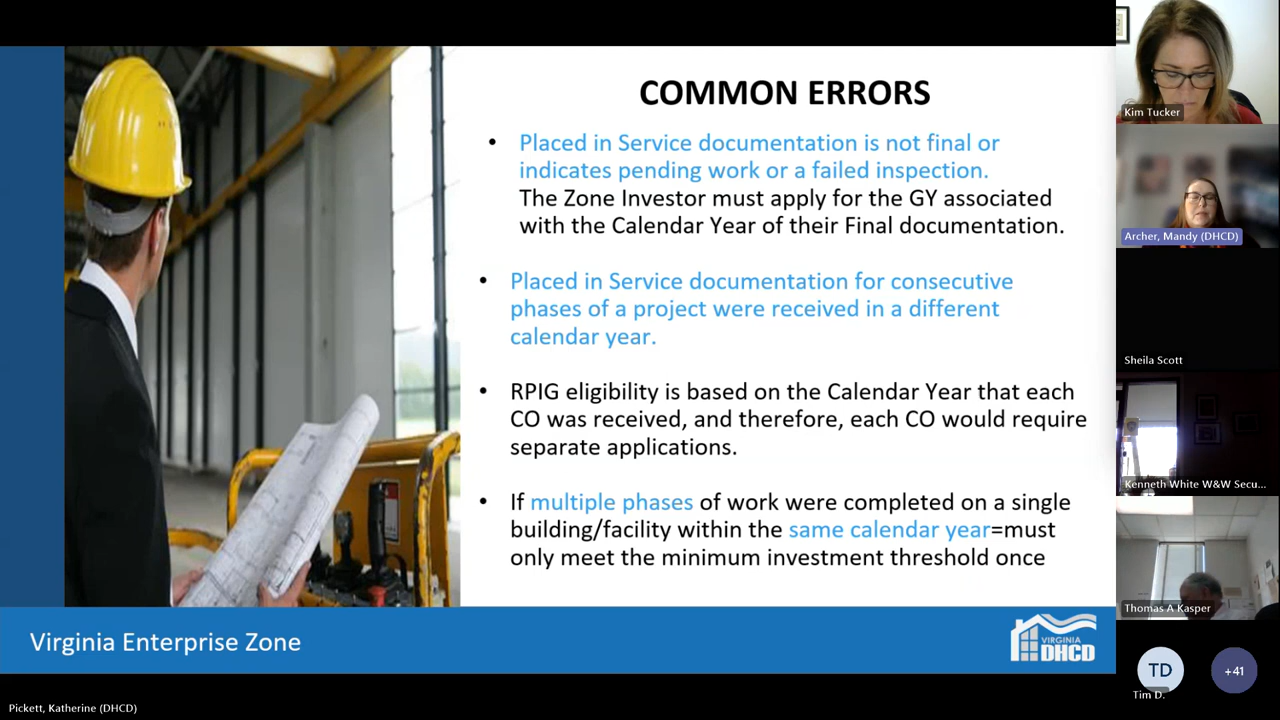 COMMON ERRORS
• Placed in Service documentation is not final or
indicates pending work or a failed inspection.
The Zone Investor must apply for the GY associated
with the Calendar Year of their Final documentation.
• Placed in Service documentation for consecutive
phases of a project were received in a different
calendar year.
• RPIG eligibility is based on the Calendar Year that each
CO was received, and therefore, each CO would require
separate applications.
• If multiple phases of work were completed on a single
building/facility within the same calendar year=must
only meet the minimum investment threshold once
Virginia Enterprise Zone
VIRGINIA
DHCD
Kim Tucker
Archer, Mandy (DHCD)
Sheila Scott
Kenneth White W&W Secu...
Thomas A Kasper
TD
+41
Tim D.
Pickett, Katherine (DHCD)